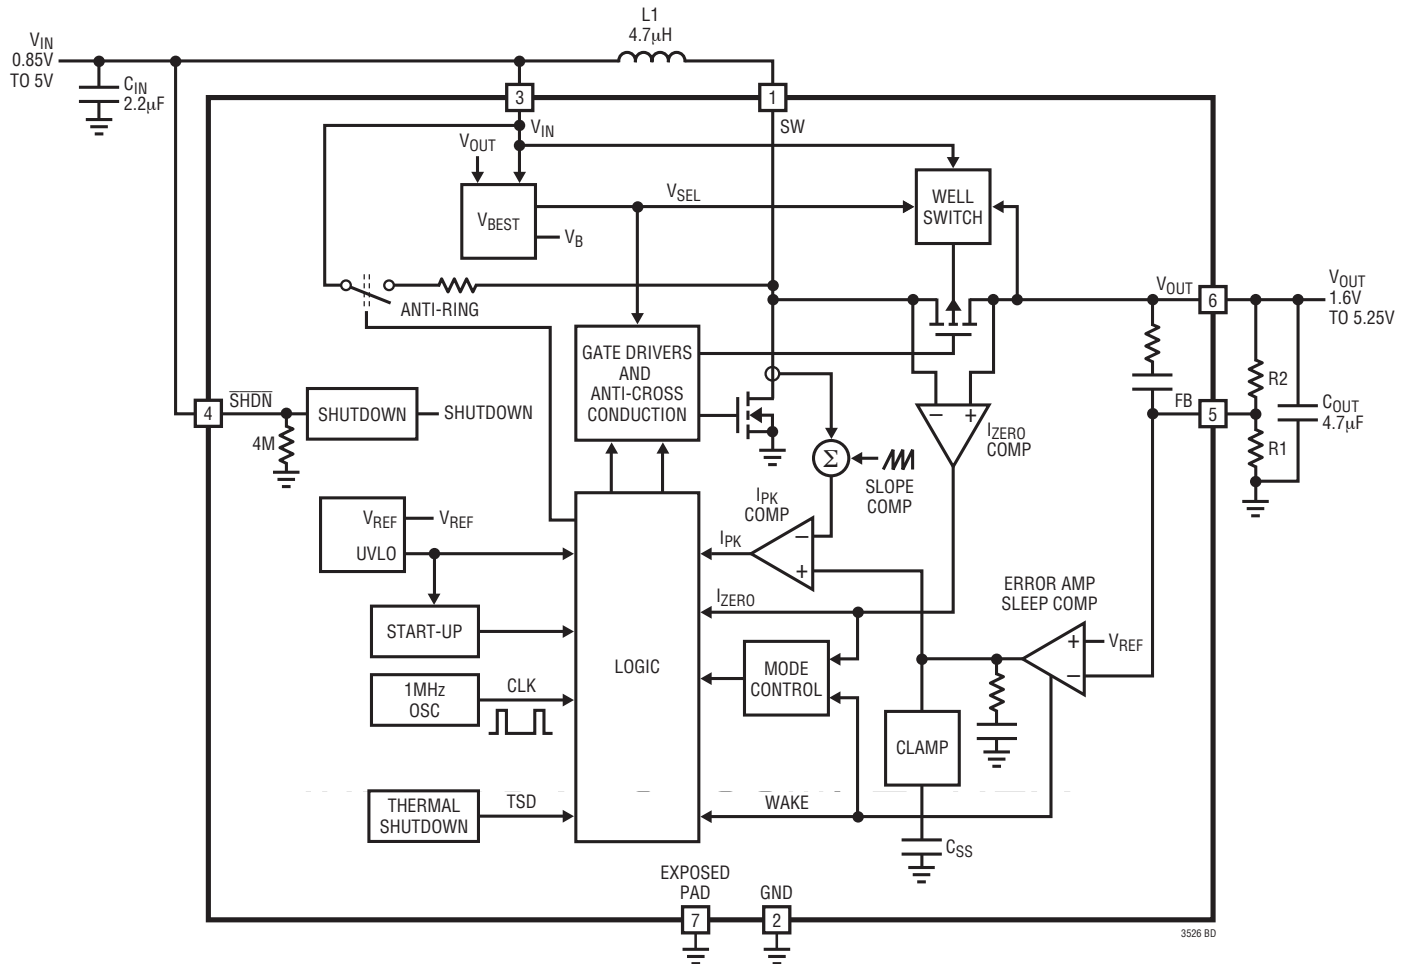 L1
4.7µH
VIN
0.85V
TO 5V
CIN
2.2µF
3
1
VIN
SW
VOUT
VBEST
VSEL
VB
WELL
SWITCH
ANTI-RING
VOUT
6
VOUT
1.6V
TO 5.25V
GATE DRIVERS
AND
ANTI-CROSS
CONDUCTION
4
SHDN
SHUTDOWN
SHUTDOWN
4M
– +
IZERO
COMP
FB
5
R2
R1
COUT
4.7µF
Σ
SLOPE
COMP
IPK
COMP
–
+
IPK
VREF
VREF
UVLO
IZERO
ERROR AMP
SLEEP COMP
+
–
VREF
START-UP
LOGIC
MODE
CONTROL
1MHz
OSC
CLK
CLAMP
THERMAL
SHUTDOWN
TSD
WAKE
CSS
EXPOSED
PAD
GND
7
2
3526 BD